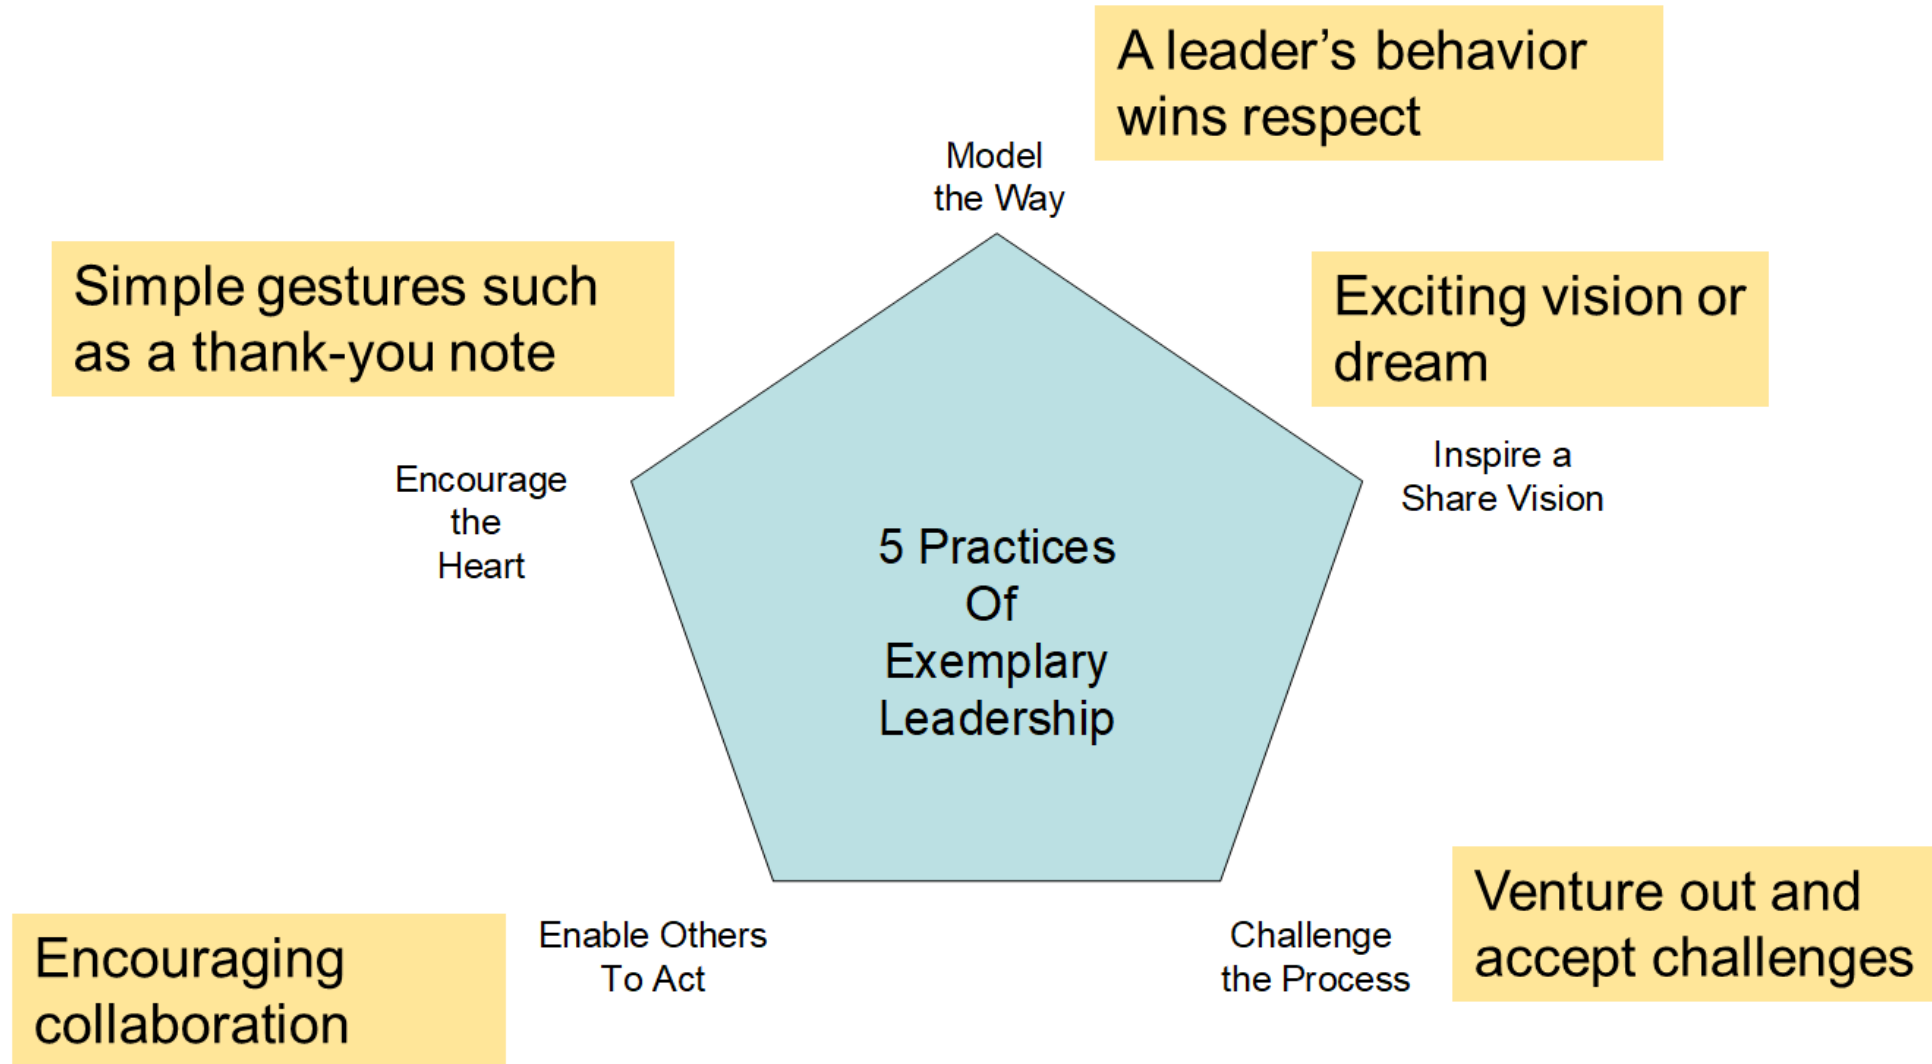 A leader’s behavior
wins respect
Model
the Way
Simple gestures such
as a thank-you note
Exciting vision or
dream
Encourage
the
Heart
Inspire a
Share Vision
5 Practices
Of
Exemplary
Leadership
Venture out and
accept challenges
Encouraging
collaboration
Enable Others
To Act
Challenge
the Process